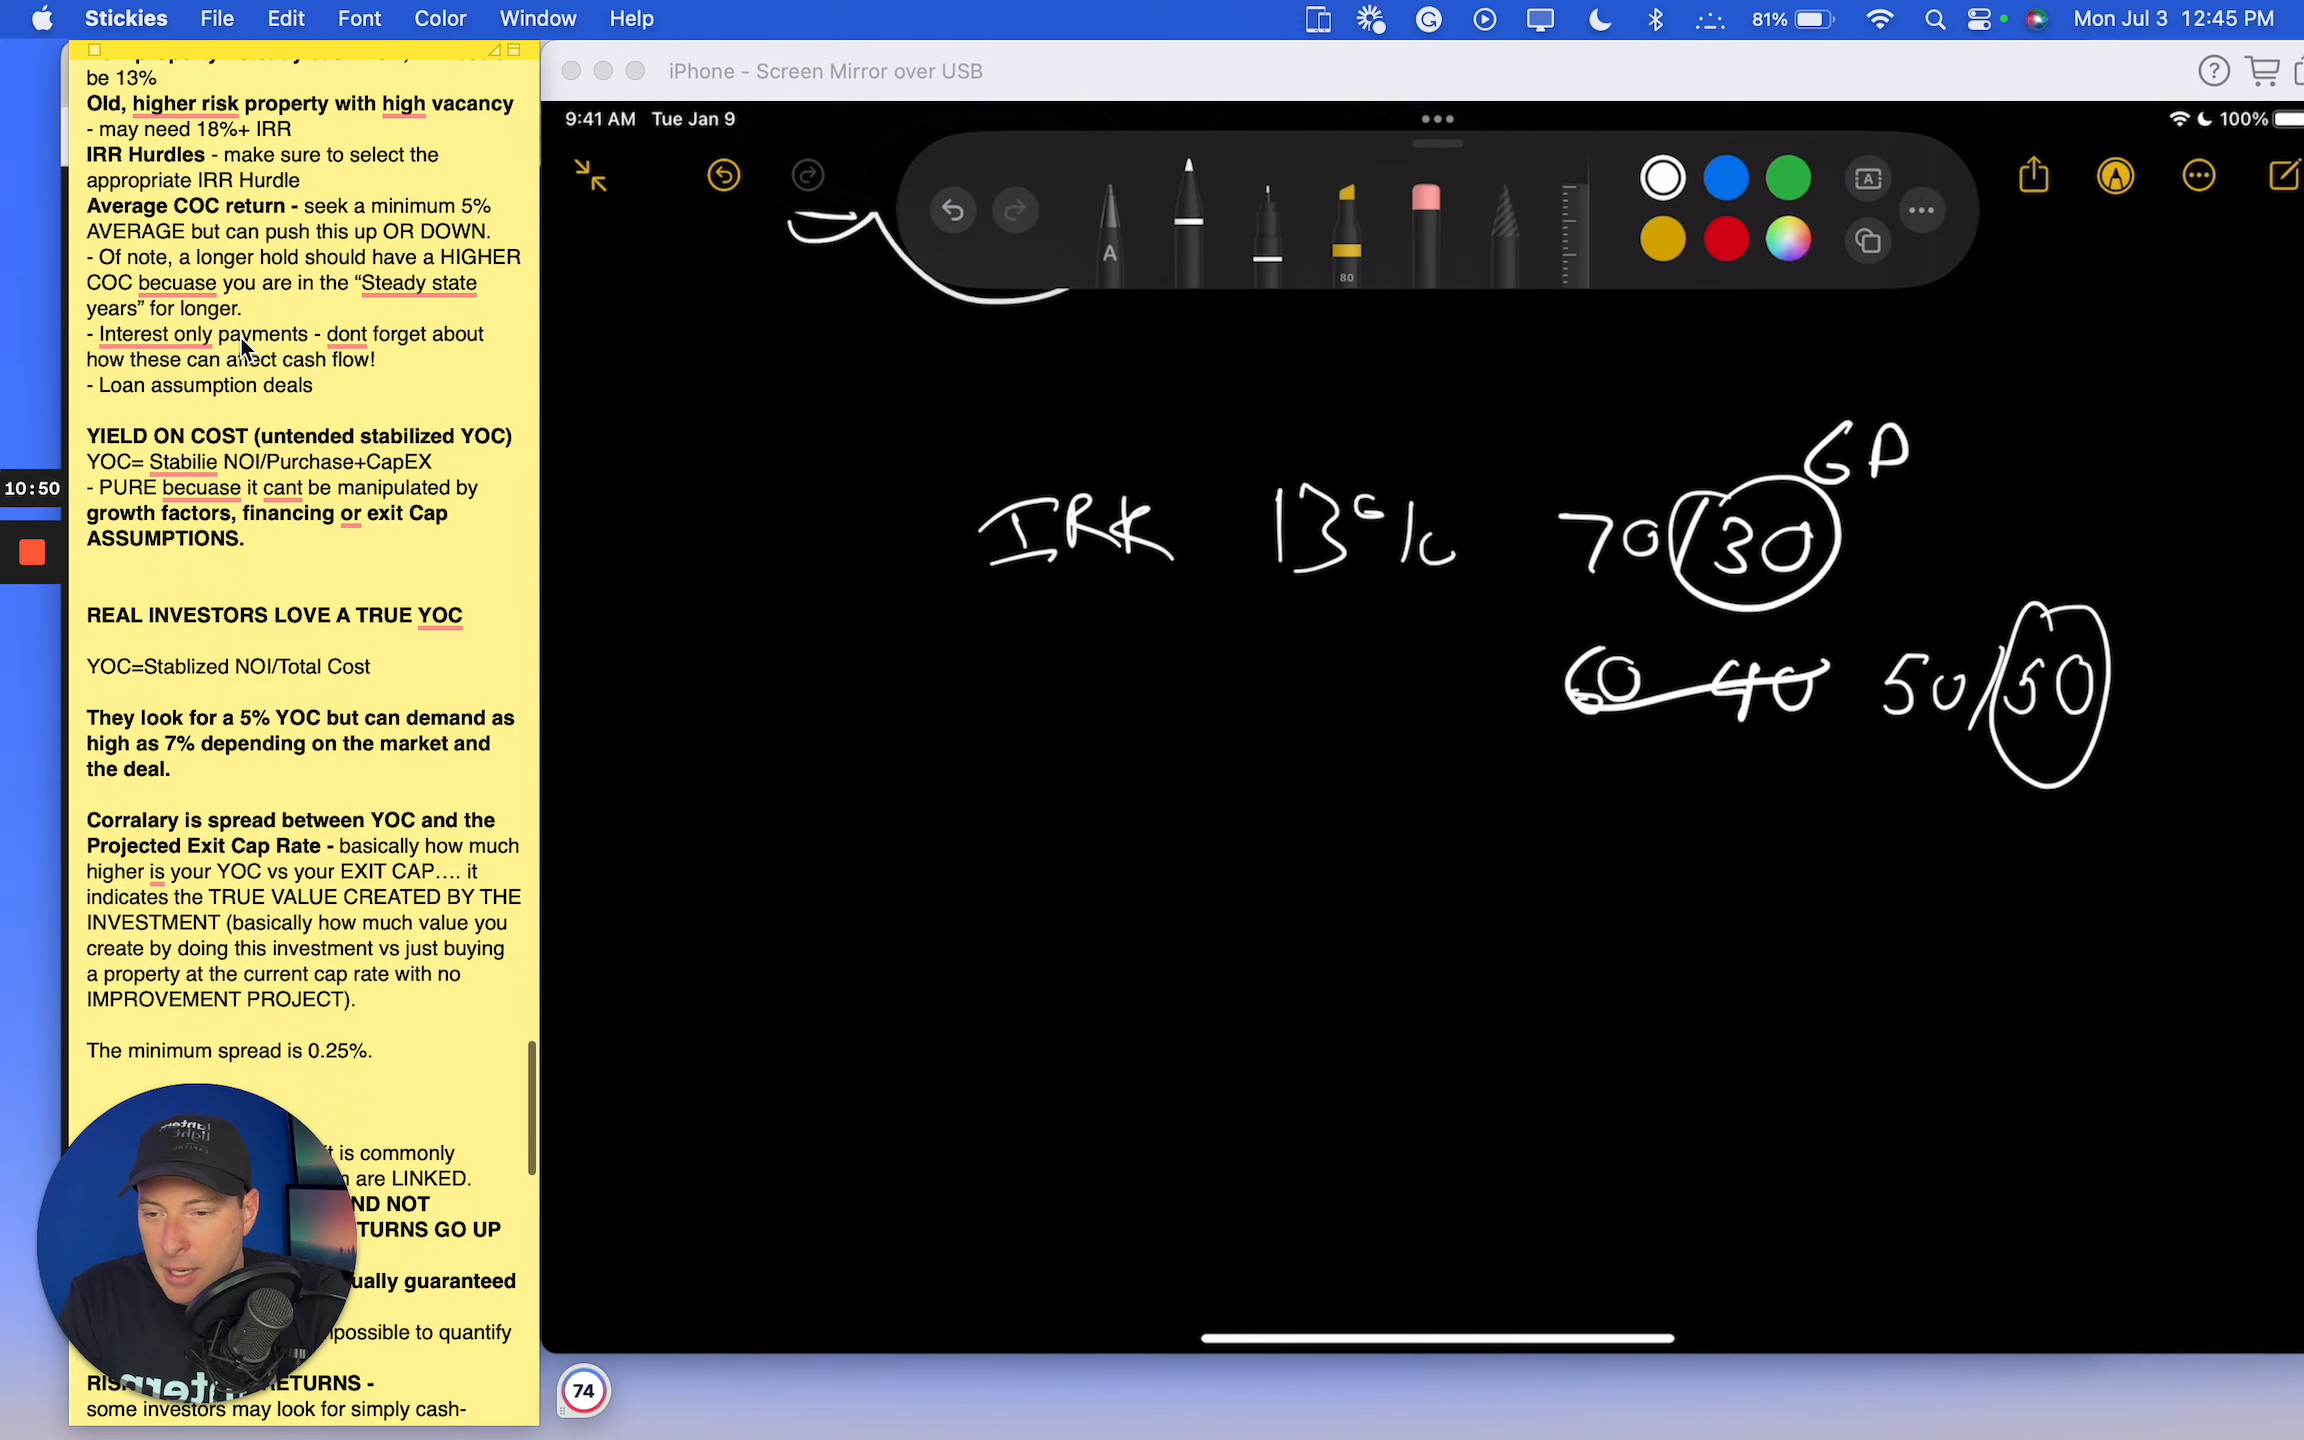 Stickies File Edit Font Color Window Help
81% Mon Jul 3 12:45 PM
be 13%
Old, higher risk property with high vacancy
- may need 18%+ IRR
IRR Hurdles - make sure to select the
appropriate IRR Hurdle
Average COC return - seek a minimum 5%
AVERAGE but can push this up OR DOWN.
- Of note, a longer hold should have a HIGHER
COC becuase you are in the “Steady state
years” for longer.
- Interest only payments - dont forget about
how these can affect cash flow!
- Loan assumption deals
YIELD ON COST (untended stabilized YOC)
YOC= Stabilie NOI/Purchase+CapEX
- PURE becuase it cant be manipulated by
growth factors, financing or exit Cap
ASSUMPTIONS.
REAL INVESTORS LOVE A TRUE YOC
YOC=Stablized NOI/Total Cost
They look for a 5% YOC but can demand as
high as 7% depending on the market and
the deal.
Corralary is spread between YOC and the
Projected Exit Cap Rate - basically how much
higher is your YOC vs your EXIT CAP…. it
indicates the TRUE VALUE CREATED BY THE
INVESTMENT (basically how much value you
create by doing this investment vs just buying
a property at the current cap rate with no
IMPROVEMENT PROJECT).
The minimum spread is 0.25%.
it is commonly
are LINKED.
NOT
GO UP
guaranteed
to quantify
RETURNS -
some investors may look for simply cash-
10:50
iPhone - Screen Mirror over USB
9:41 AM Tue Jan 9
100%
A
80
A
GP
IRR 13% 70/30
60 40 50/50
74